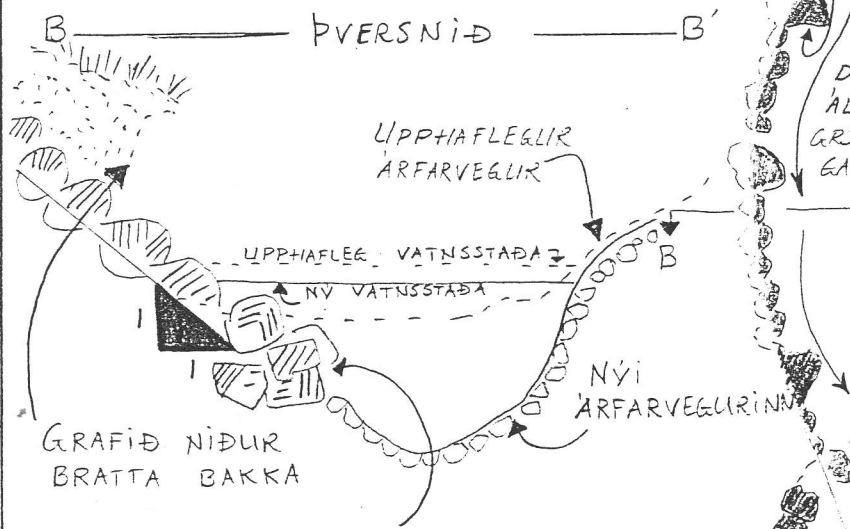 B ÞVERSNIÐ B´
UPPHAFLEGUR
ÁRFARVEGUR
UPPHAFLEG VATNSSTAÐA
NÝ VATNSSTAÐA
B
1
1
NÝI
ÁRFARVEGURINN
GRAFIÐ NIÐUR
BRATTA BAKKA